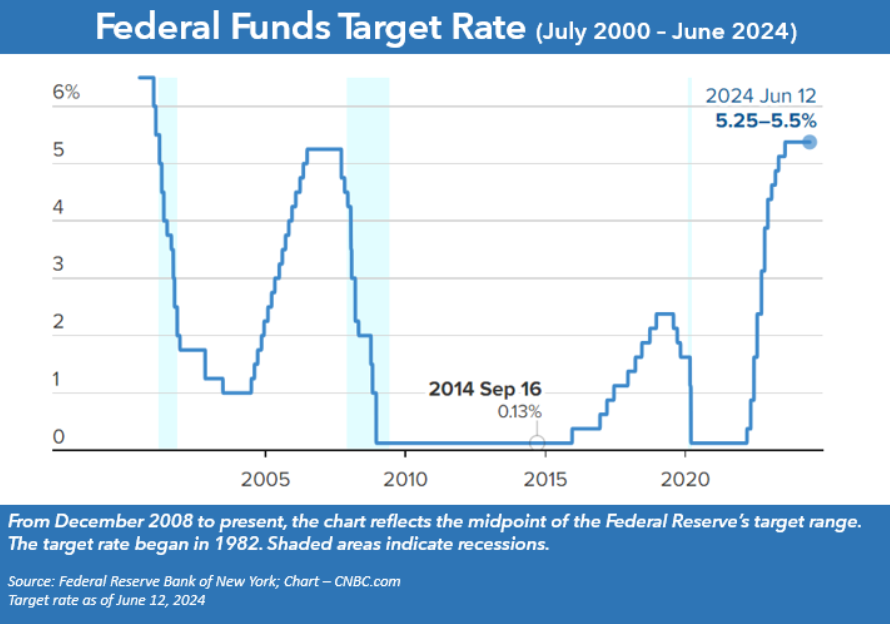 Federal Funds Target Rate (July 2000 - June 2024)
2024 Jun 12
5.25–5.5%
6%
5
4
3
2
1
0
2014 Sep 16
0.13%
2005
2010
2015
2020
From December 2008 to present, the chart reflects the midpoint of the Federal Reserve's target range.
The target rate began in 1982. Shaded areas indicate recessions.
Source: Federal Reserve Bank of New York; Chart – CNBC.com
Target rate as of June 12, 2024